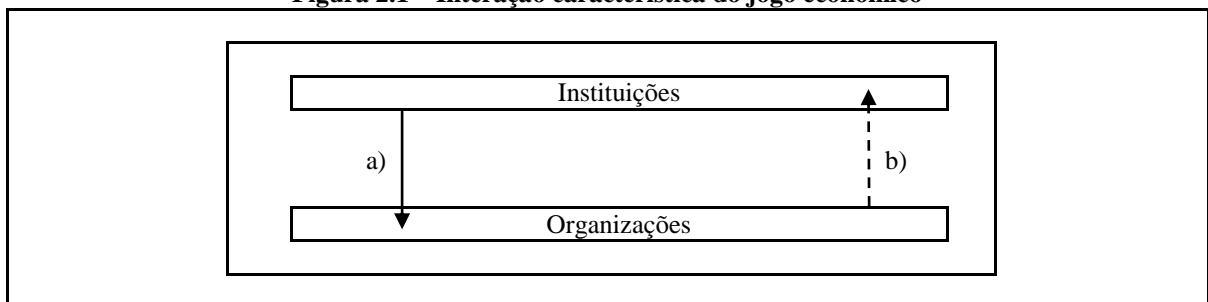 Figura 2.1 – Interação característica do jogo econômico
Instituições
a)
b)
Organizações